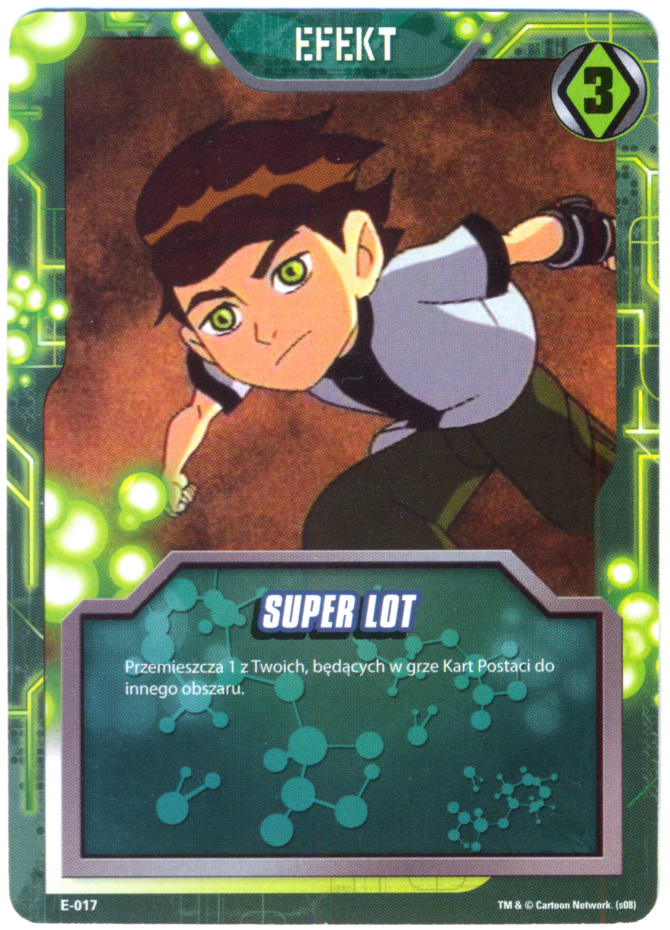 EFEKT
3
SUPER LOT
Przemieszcza 1 z Twoich, będących w grze Kart Postaci do
innego obszaru.
E-017
TM & © Cartoon Network. (s08)